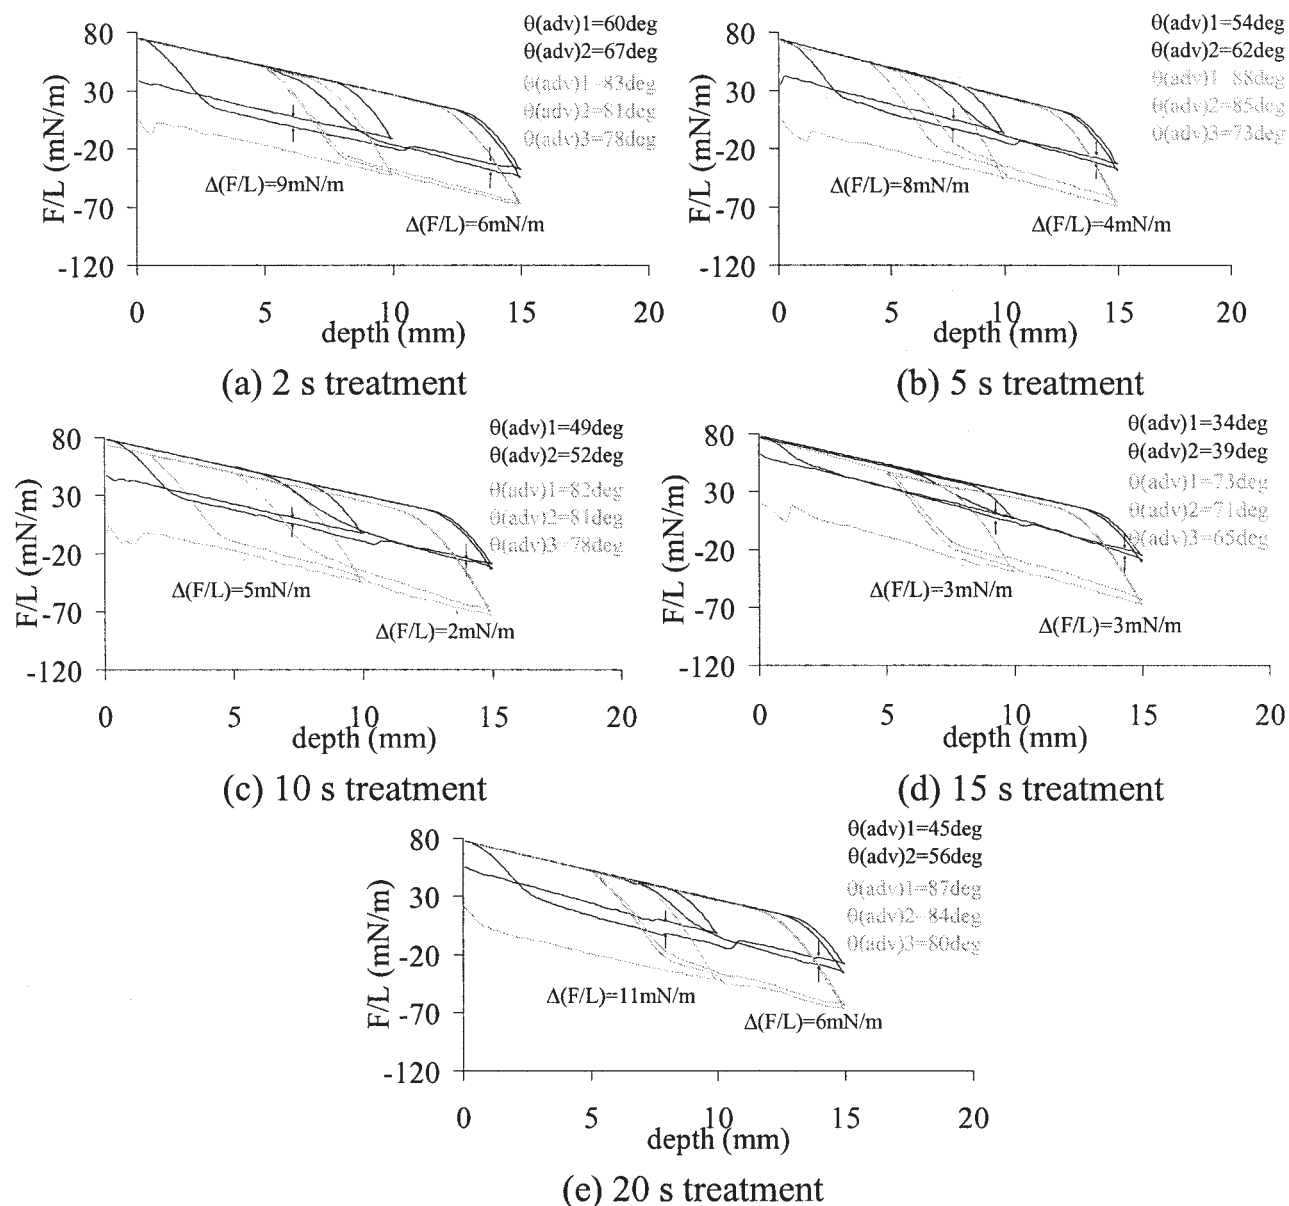 θ(adv)1=60deg
θ(adv)2=67deg
θ(adv)1=83deg
θ(adv)2=81deg
θ(adv)3=78deg
80
30
-20
-70
-120
F/L (mN/m)
Δ(F/L)=9mN/m
Δ(F/L)=6mN/m
0 5 10 15 20
depth (mm)
(a) 2 s treatment
θ(adv)1=54deg
θ(adv)2=62deg
θ(adv)1=88deg
θ(adv)2=85deg
θ(adv)3=73deg
80
30
-20
-70
-120
F/L (mN/m)
Δ(F/L)=8mN/m
Δ(F/L)=4mN/m
0 5 10 15 20
depth (mm)
(b) 5 s treatment
θ(adv)1=49deg
θ(adv)2=52deg
θ(adv)1=82deg
θ(adv)2=81deg
θ(adv)3=78deg
80
30
-20
-70
-120
F/L (mN/m)
Δ(F/L)=5mN/m
Δ(F/L)=2mN/m
0 5 10 15 20
depth (mm)
(c) 10 s treatment
θ(adv)1=34deg
θ(adv)2=39deg
θ(adv)1=73deg
θ(adv)2=71deg
θ(adv)3=65deg
80
30
-20
-70
-120
F/L (mN/m)
Δ(F/L)=3mN/m
Δ(F/L)=3mN/m
0 5 10 15 20
depth (mm)
(d) 15 s treatment
θ(adv)1=45deg
θ(adv)2=56deg
θ(adv)1=87deg
θ(adv)2=84deg
θ(adv)3=80deg
80
30
-20
-70
-120
F/L (mN/m)
Δ(F/L)=11mN/m
Δ(F/L)=6mN/m
0 5 10 15 20
depth (mm)
(e) 20 s treatment